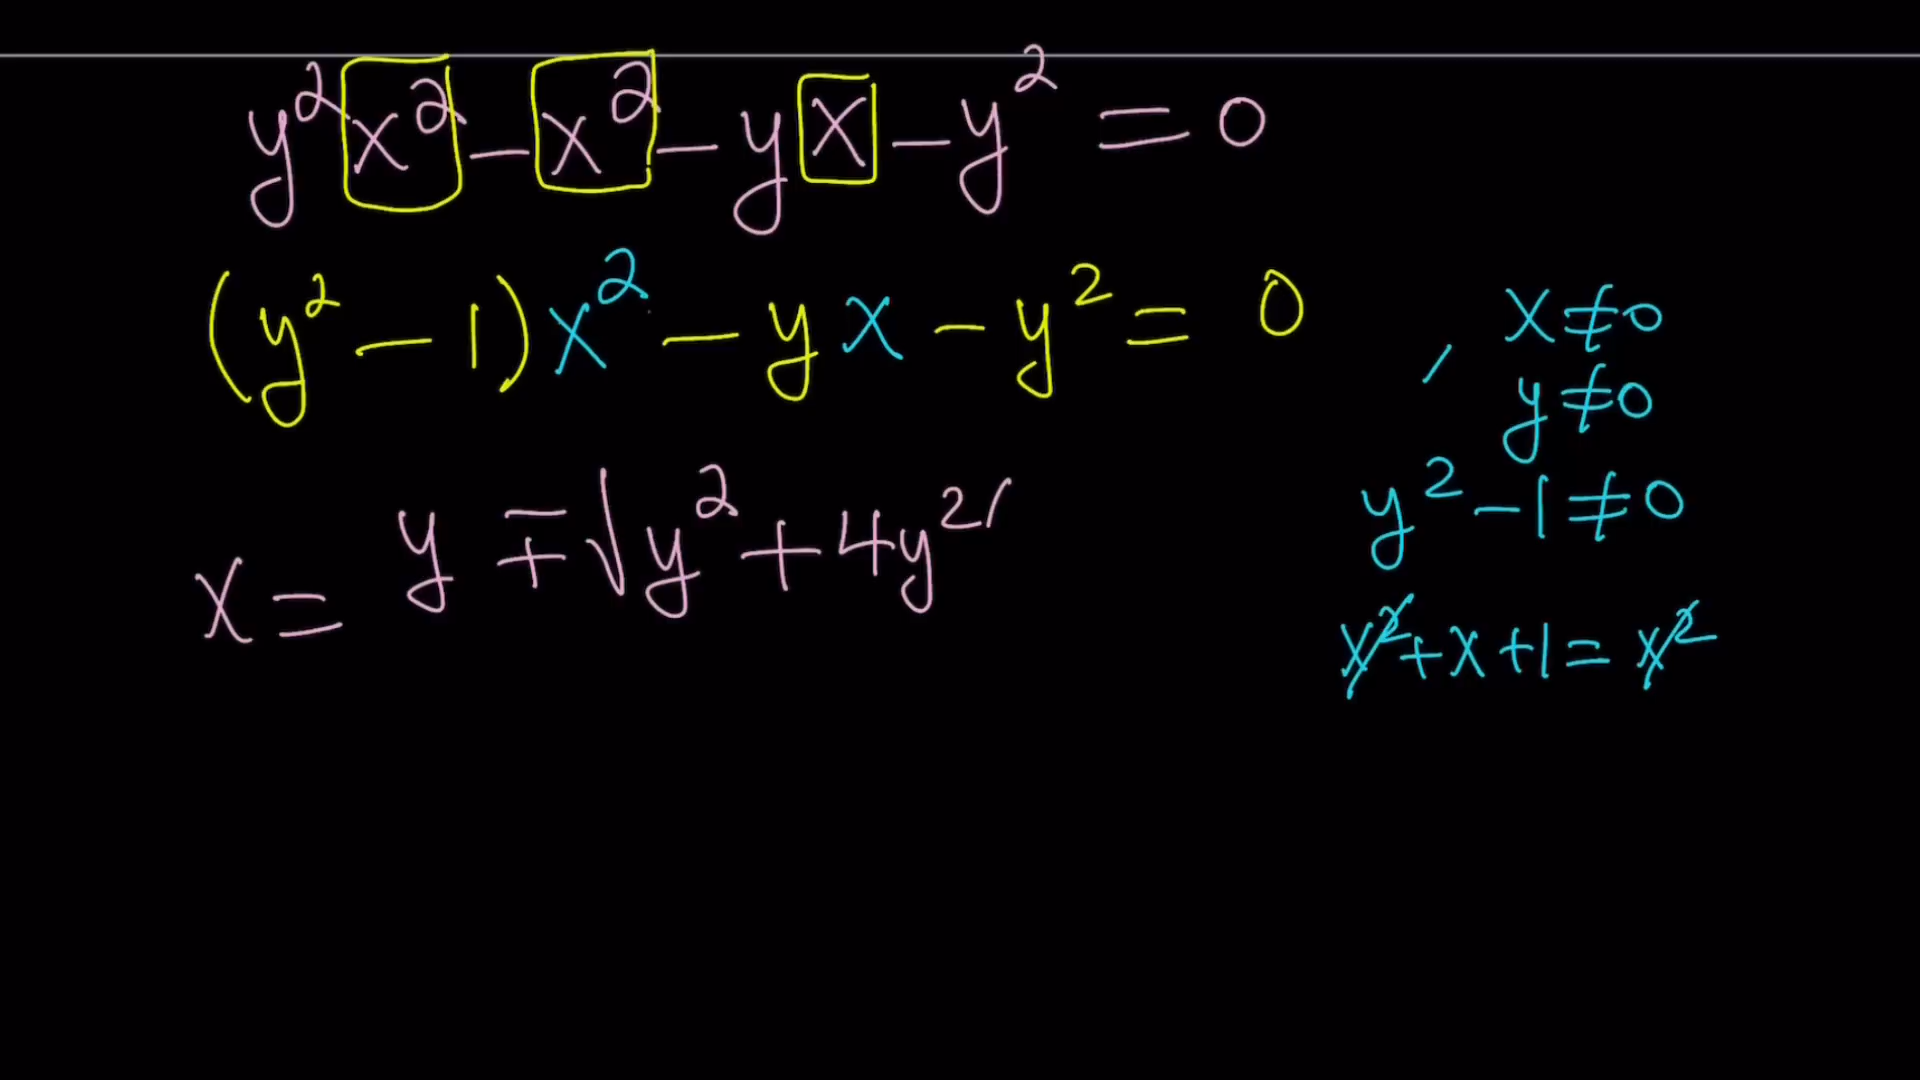 y²x² - x² - yx - y² = 0
(y² - 1)x² - yx - y² = 0 , x ≠ 0
y ≠ 0
y² - 1 ≠ 0
x = y ∓ √y² + 4y²(
x² + x + 1 = x²